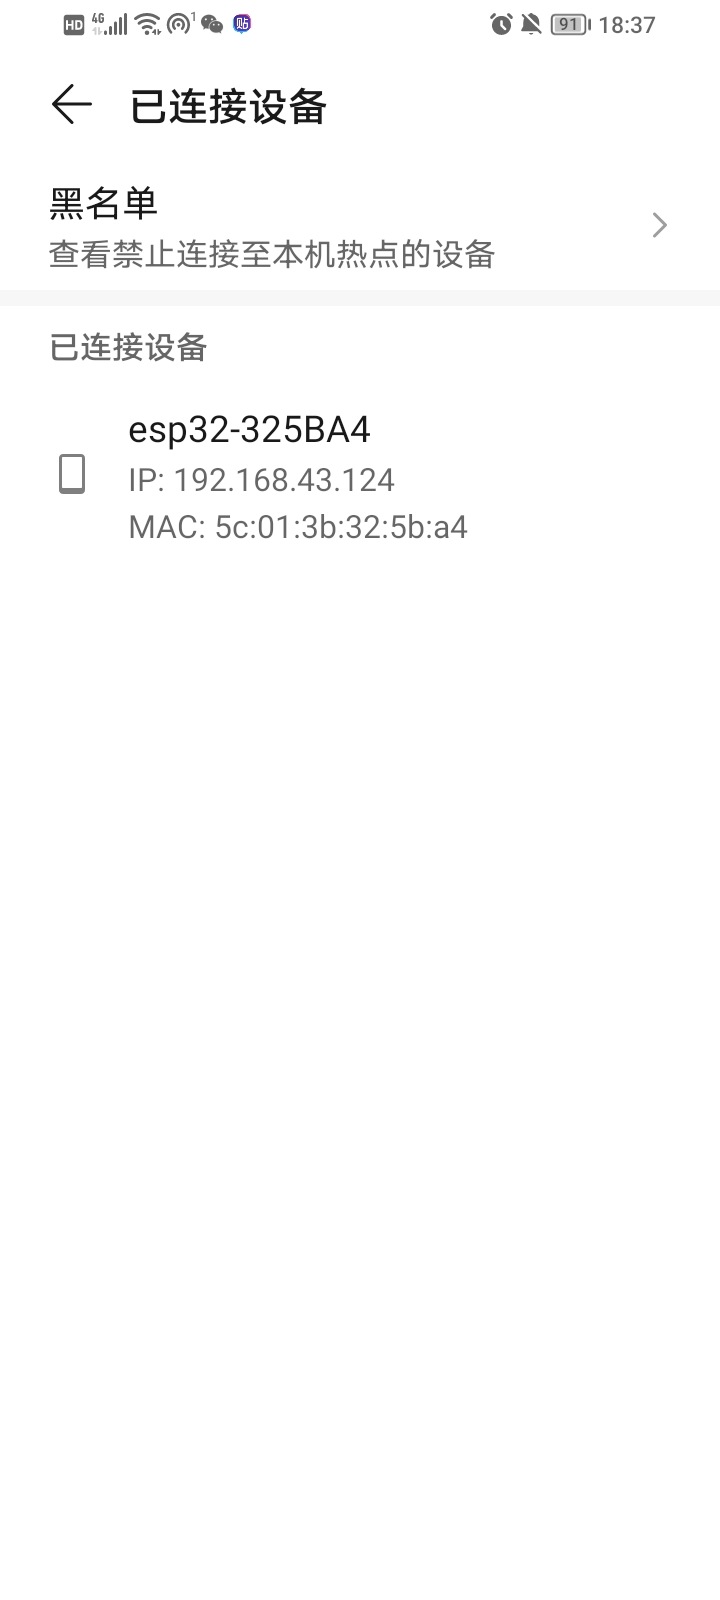 HD 4G 1 贴 91 18:37
已连接设备
黑名单
查看禁止连接至本机热点的设备
已连接设备
esp32-325BA4
IP: 192.168.43.124
MAC: 5c:01:3b:32:5b:a4